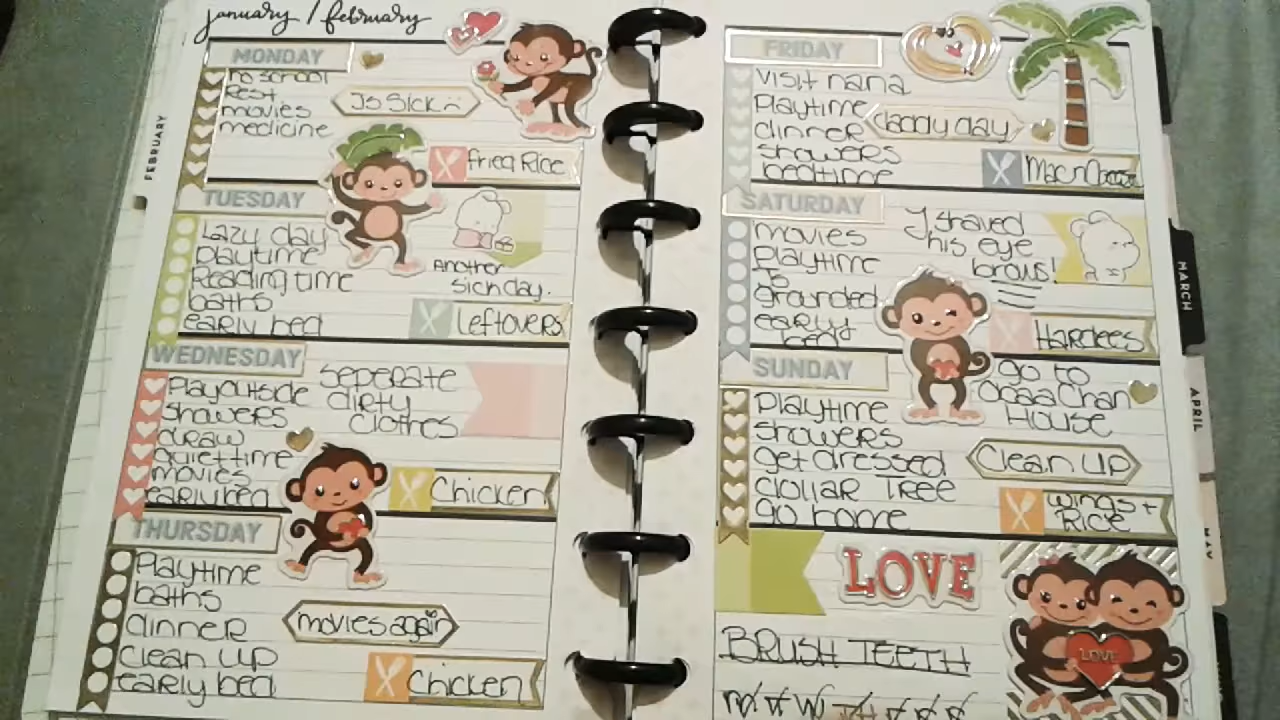 january / february
MONDAY
no school
Rest
movies
medicine
Js Sick
Fried Rice
TUESDAY
Lazy day
Playtime
Reading time
baths
early bed
Another
Sick day.
Leftovers
WEDNESDAY
Play outside
Showers
draw
quiet time
movies
early bed
Seperate
dirty
Clothes
Chicken
THURSDAY
Playtime
baths
dinner
Clean up
early bed
movies again
Chicken
FRIDAY
Visit nana
Playtime
dinner
Showers
bedtime
daddy day
SATURDAY
movies
Playtime
Js
grounded
early
bed
I shaved
his eye
brows!
Hardees
SUNDAY
Playtime
Showers
get dressed
Dollar Tree
go home
go to
House
Clean up
Wings +
Rice
LOVE
BRUSH TEETH
M T W TH F S S
LOVE
FEBRUARY
MARCH
APRIL
MAY